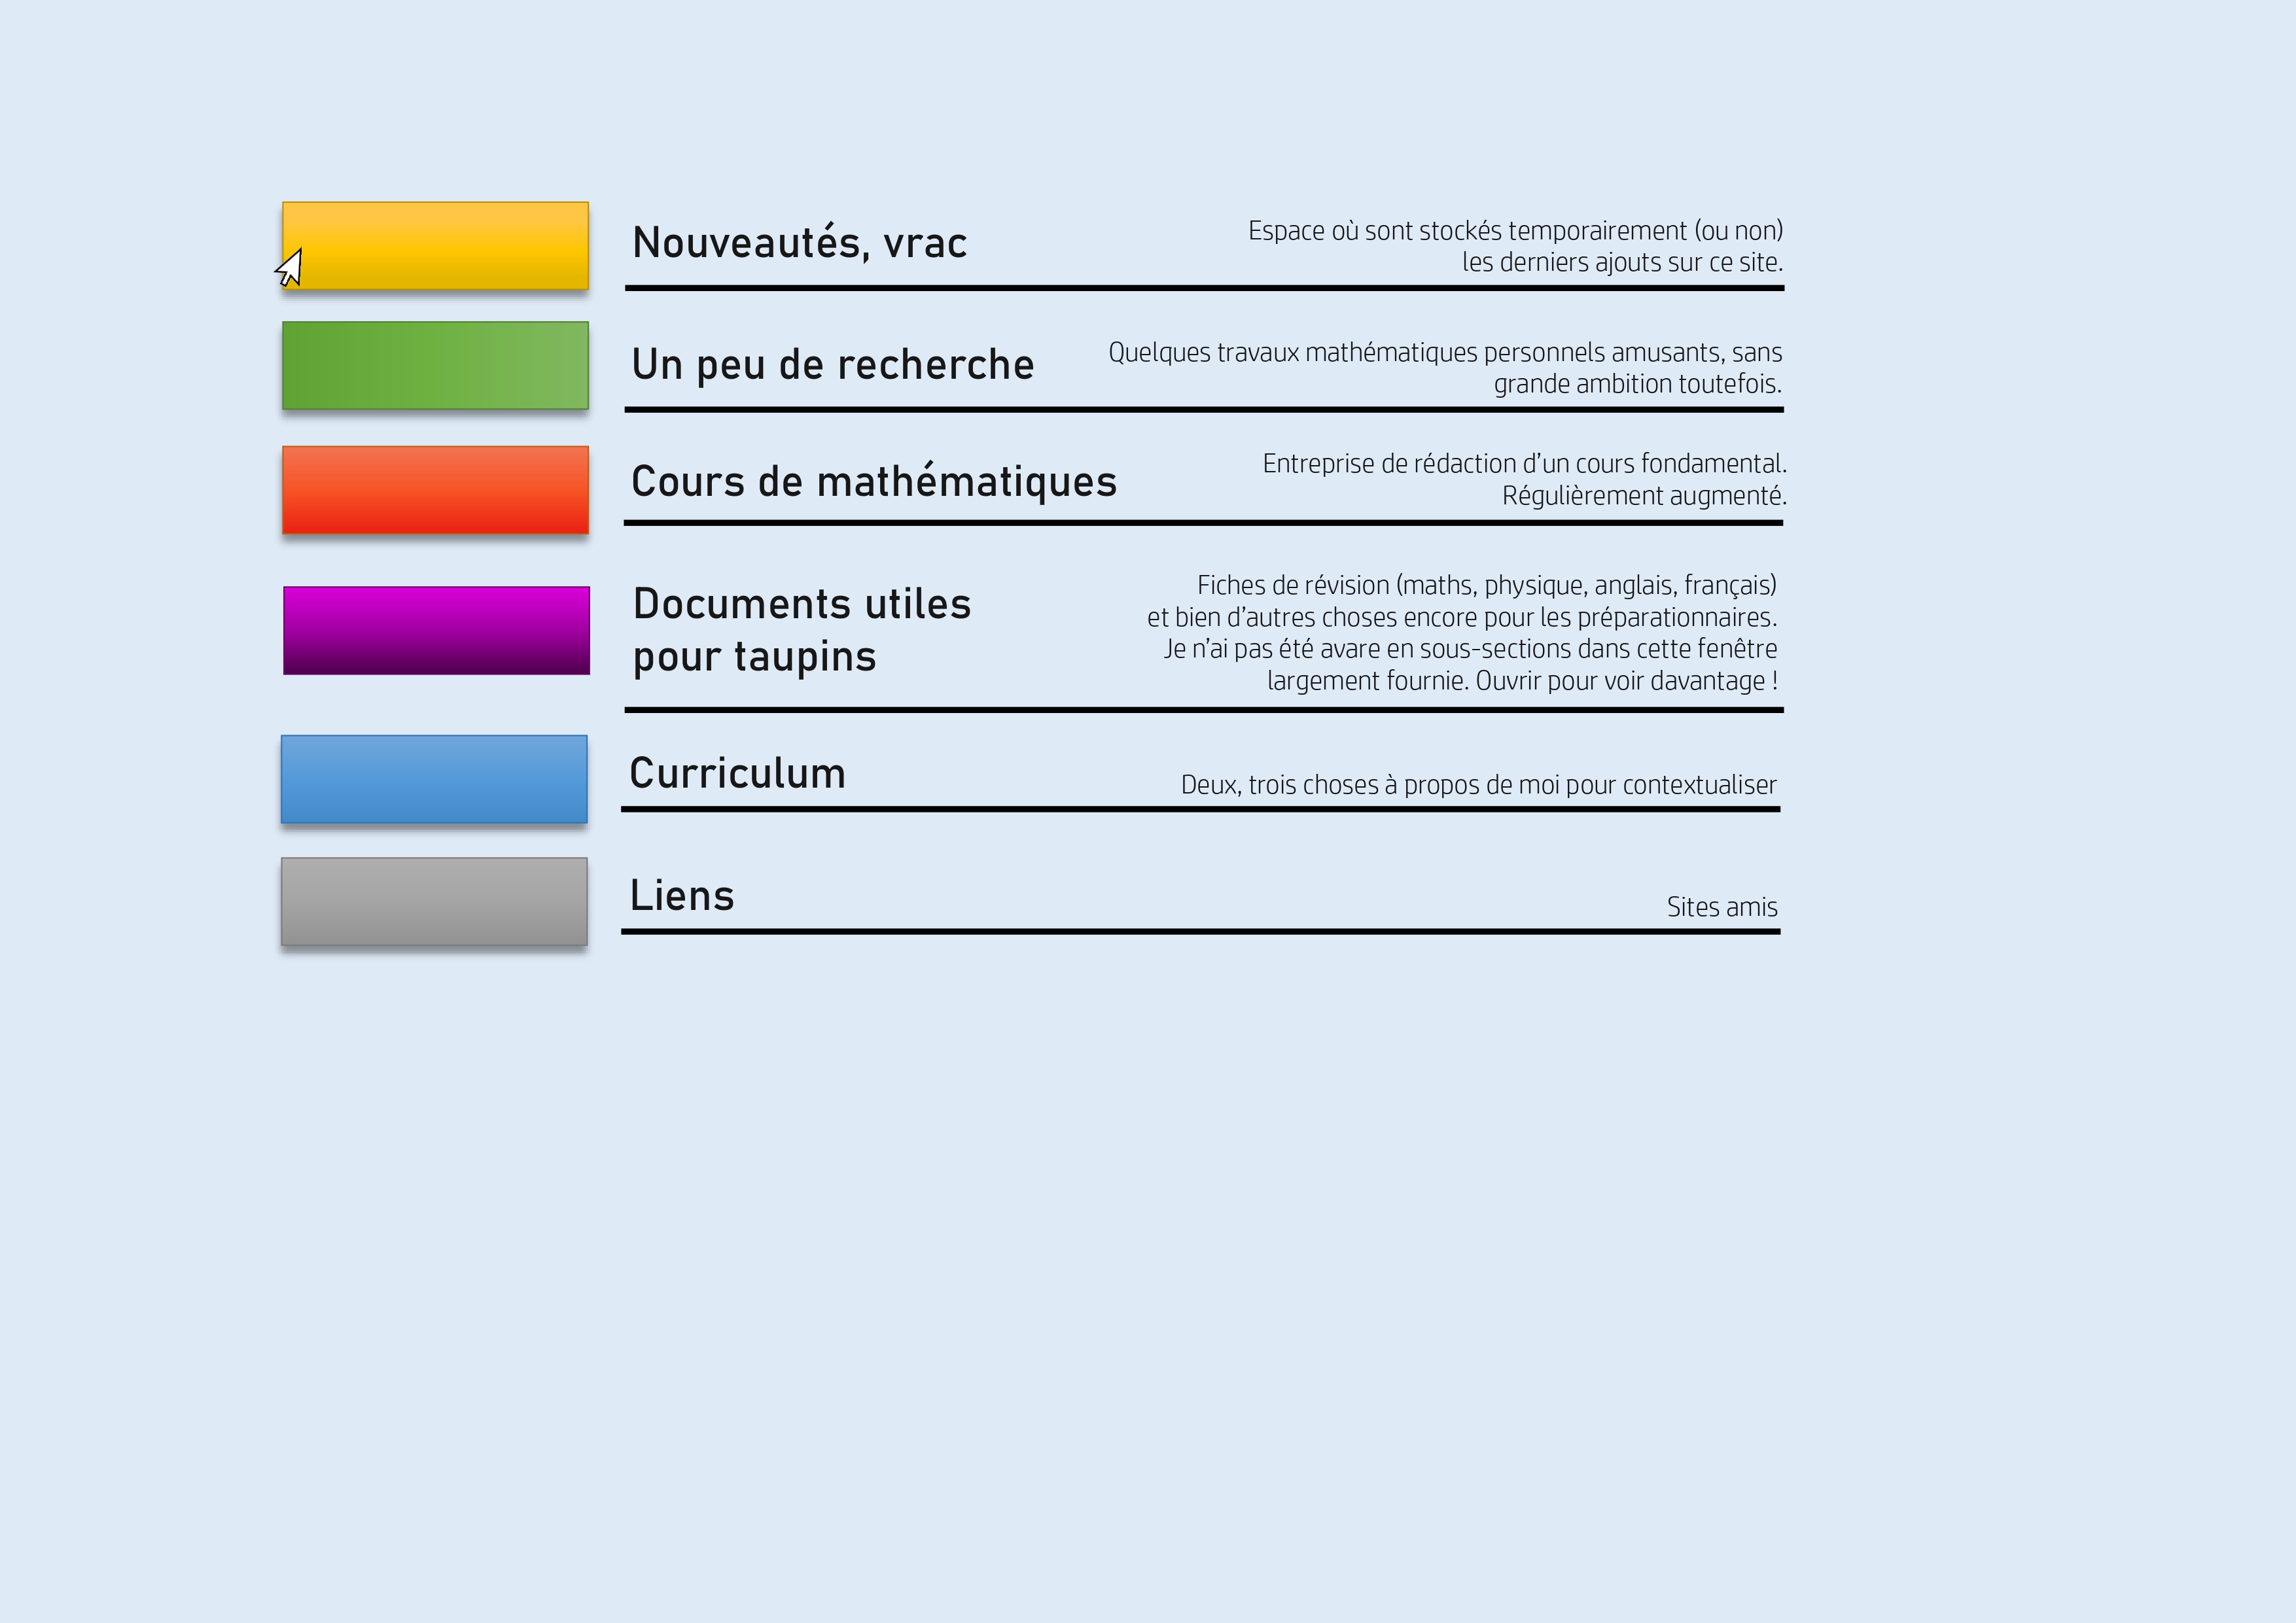 Nouveautés, vrac
Espace où sont stockés temporairement (ou non)
les derniers ajouts sur ce site.
Un peu de recherche
Quelques travaux mathématiques personnels amusants, sans
grande ambition toutefois.
Cours de mathématiques
Entreprise de rédaction d’un cours fondamental.
Régulièrement augmenté.
Documents utiles
pour taupins
Fiches de révision (maths, physique, anglais, français)
et bien d’autres choses encore pour les préparationnaires.
Je n’ai pas été avare en sous-sections dans cette fenêtre
largement fournie. Ouvrir pour voir davantage !
Curriculum
Deux, trois choses à propos de moi pour contextualiser
Liens
Sites amis